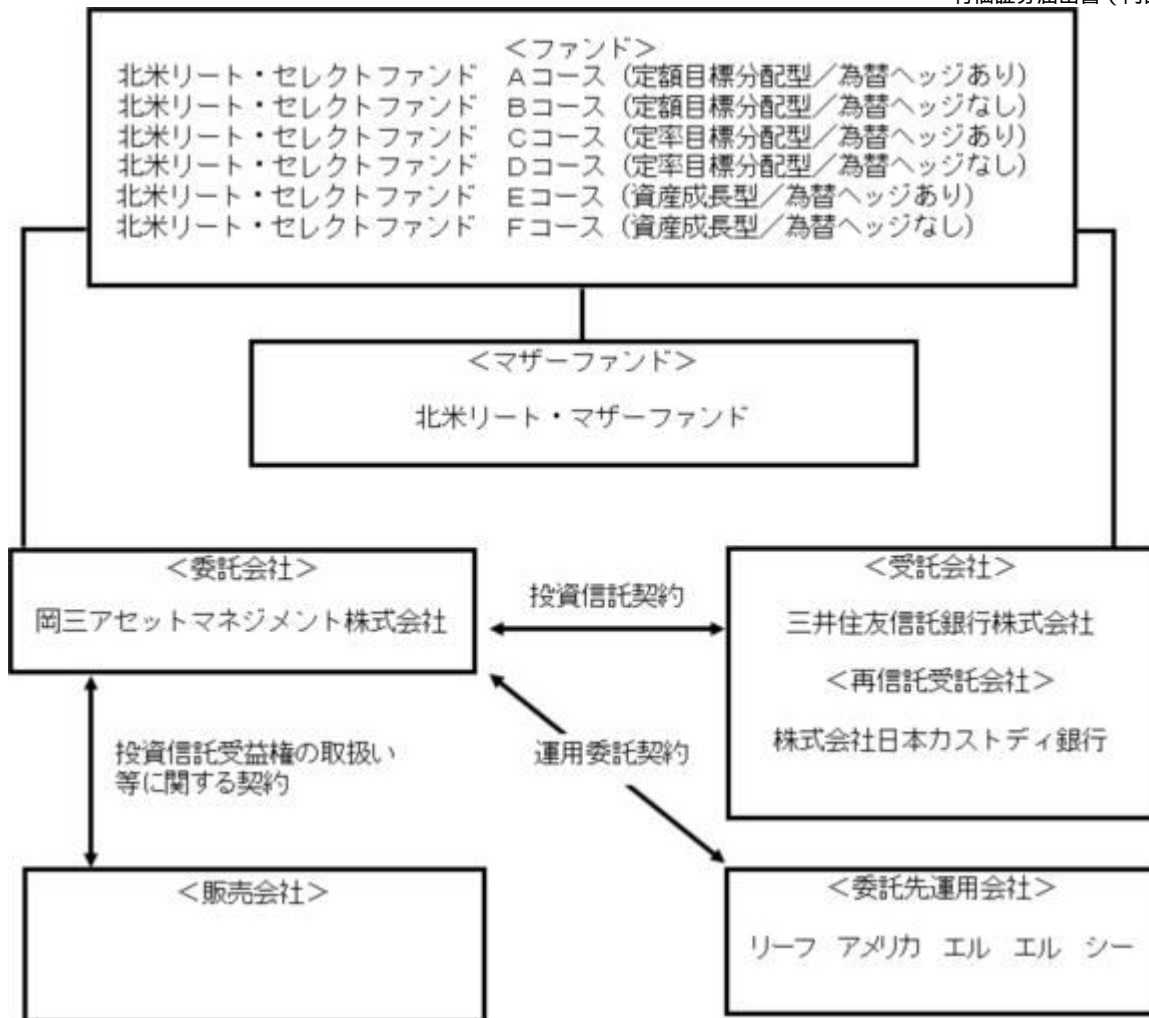 ＜ファンド＞
北米リート・セレクトファンド　Ａコース（定額目標分配型／為替ヘッジあり）
北米リート・セレクトファンド　Ｂコース（定額目標分配型／為替ヘッジなし）
北米リート・セレクトファンド　Ｃコース（定率目標分配型／為替ヘッジあり）
北米リート・セレクトファンド　Ｄコース（定率目標分配型／為替ヘッジなし）
北米リート・セレクトファンド　Ｅコース（資産成長型／為替ヘッジあり）
北米リート・セレクトファンド　Ｆコース（資産成長型／為替ヘッジなし）
＜マザーファンド＞
北米リート・マザーファンド
＜委託会社＞
岡三アセットマネジメント株式会社
投資信託契約
＜受託会社＞
三井住友信託銀行株式会社
＜再信託受託会社＞
株式会社日本カストディ銀行
投資信託受益権の取扱い
等に関する契約
運用委託契約
＜販売会社＞
＜委託先運用会社＞
リーフ　アメリカ　エル　エル　シー